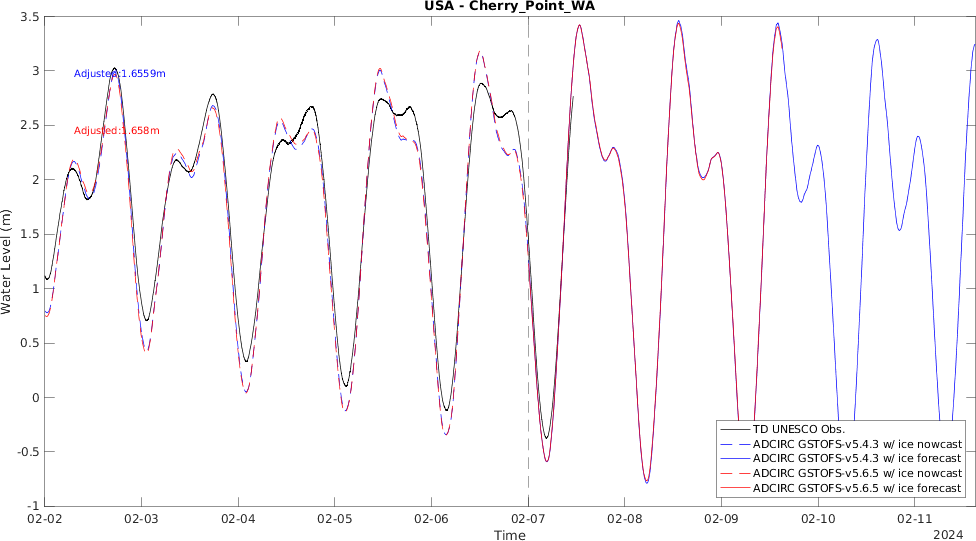 USA - Cherry_Point_WA
3.5
3
2.5
2
1.5
1
0.5
0
-0.5
-1
Water Level (m)
Adjusted:1.6559m
Adjusted:1.658m
TD UNESCO Obs.
ADCIRC GSTOFS-v5.4.3 w/ ice nowcast
ADCIRC GSTOFS-v5.4.3 w/ ice forecast
ADCIRC GSTOFS-v5.6.5 w/ ice nowcast
ADCIRC GSTOFS-v5.6.5 w/ ice forecast
02-02 02-03 02-04 02-05 02-06 02-07 02-08 02-09 02-10 02-11
Time
2024